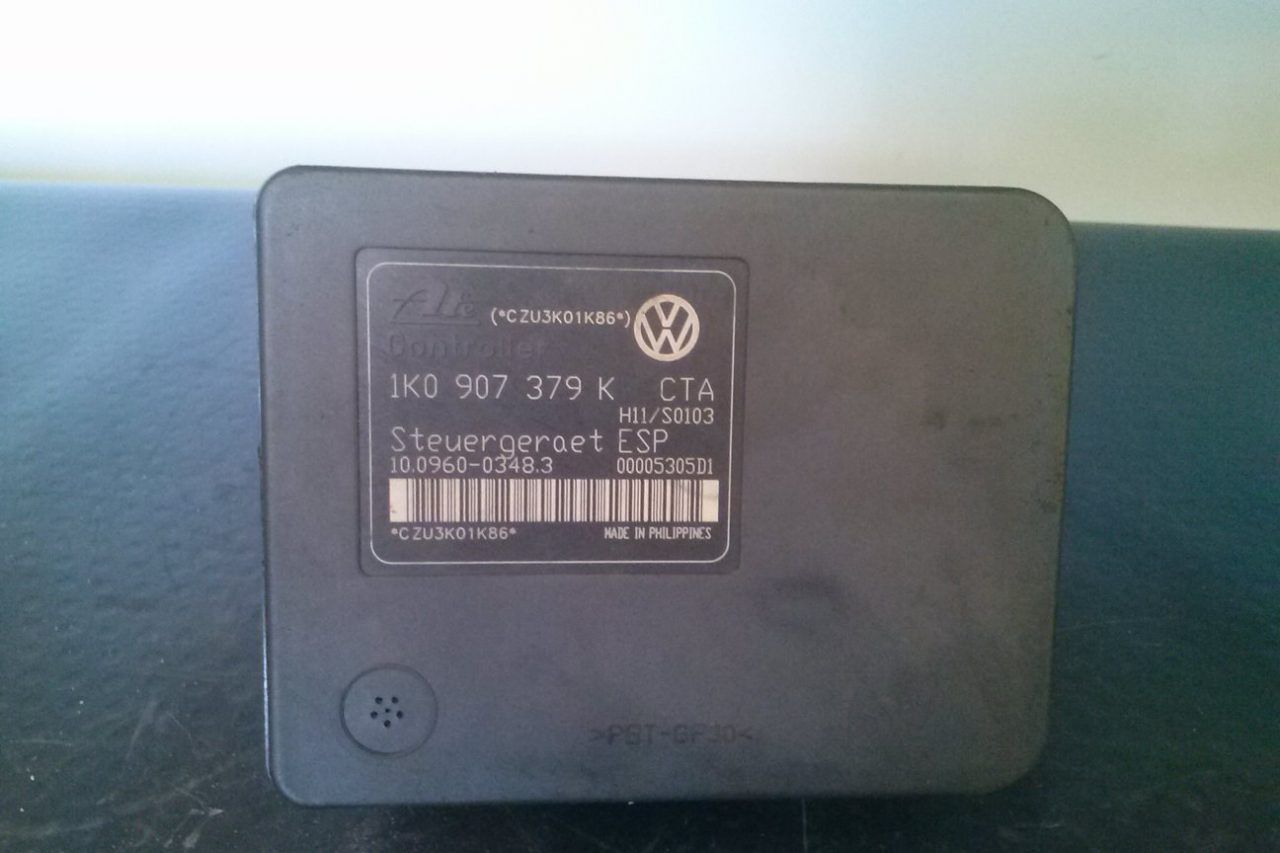 Ate
(*CZU3K01K86*)
Controller
1K0 907 379 K CTA
H11/S0103
Steuergeraet ESP
10.0960-0348.3 00005305D1
*CZU3K01K86* MADE IN PHILIPPINES
>PBT-GF30<